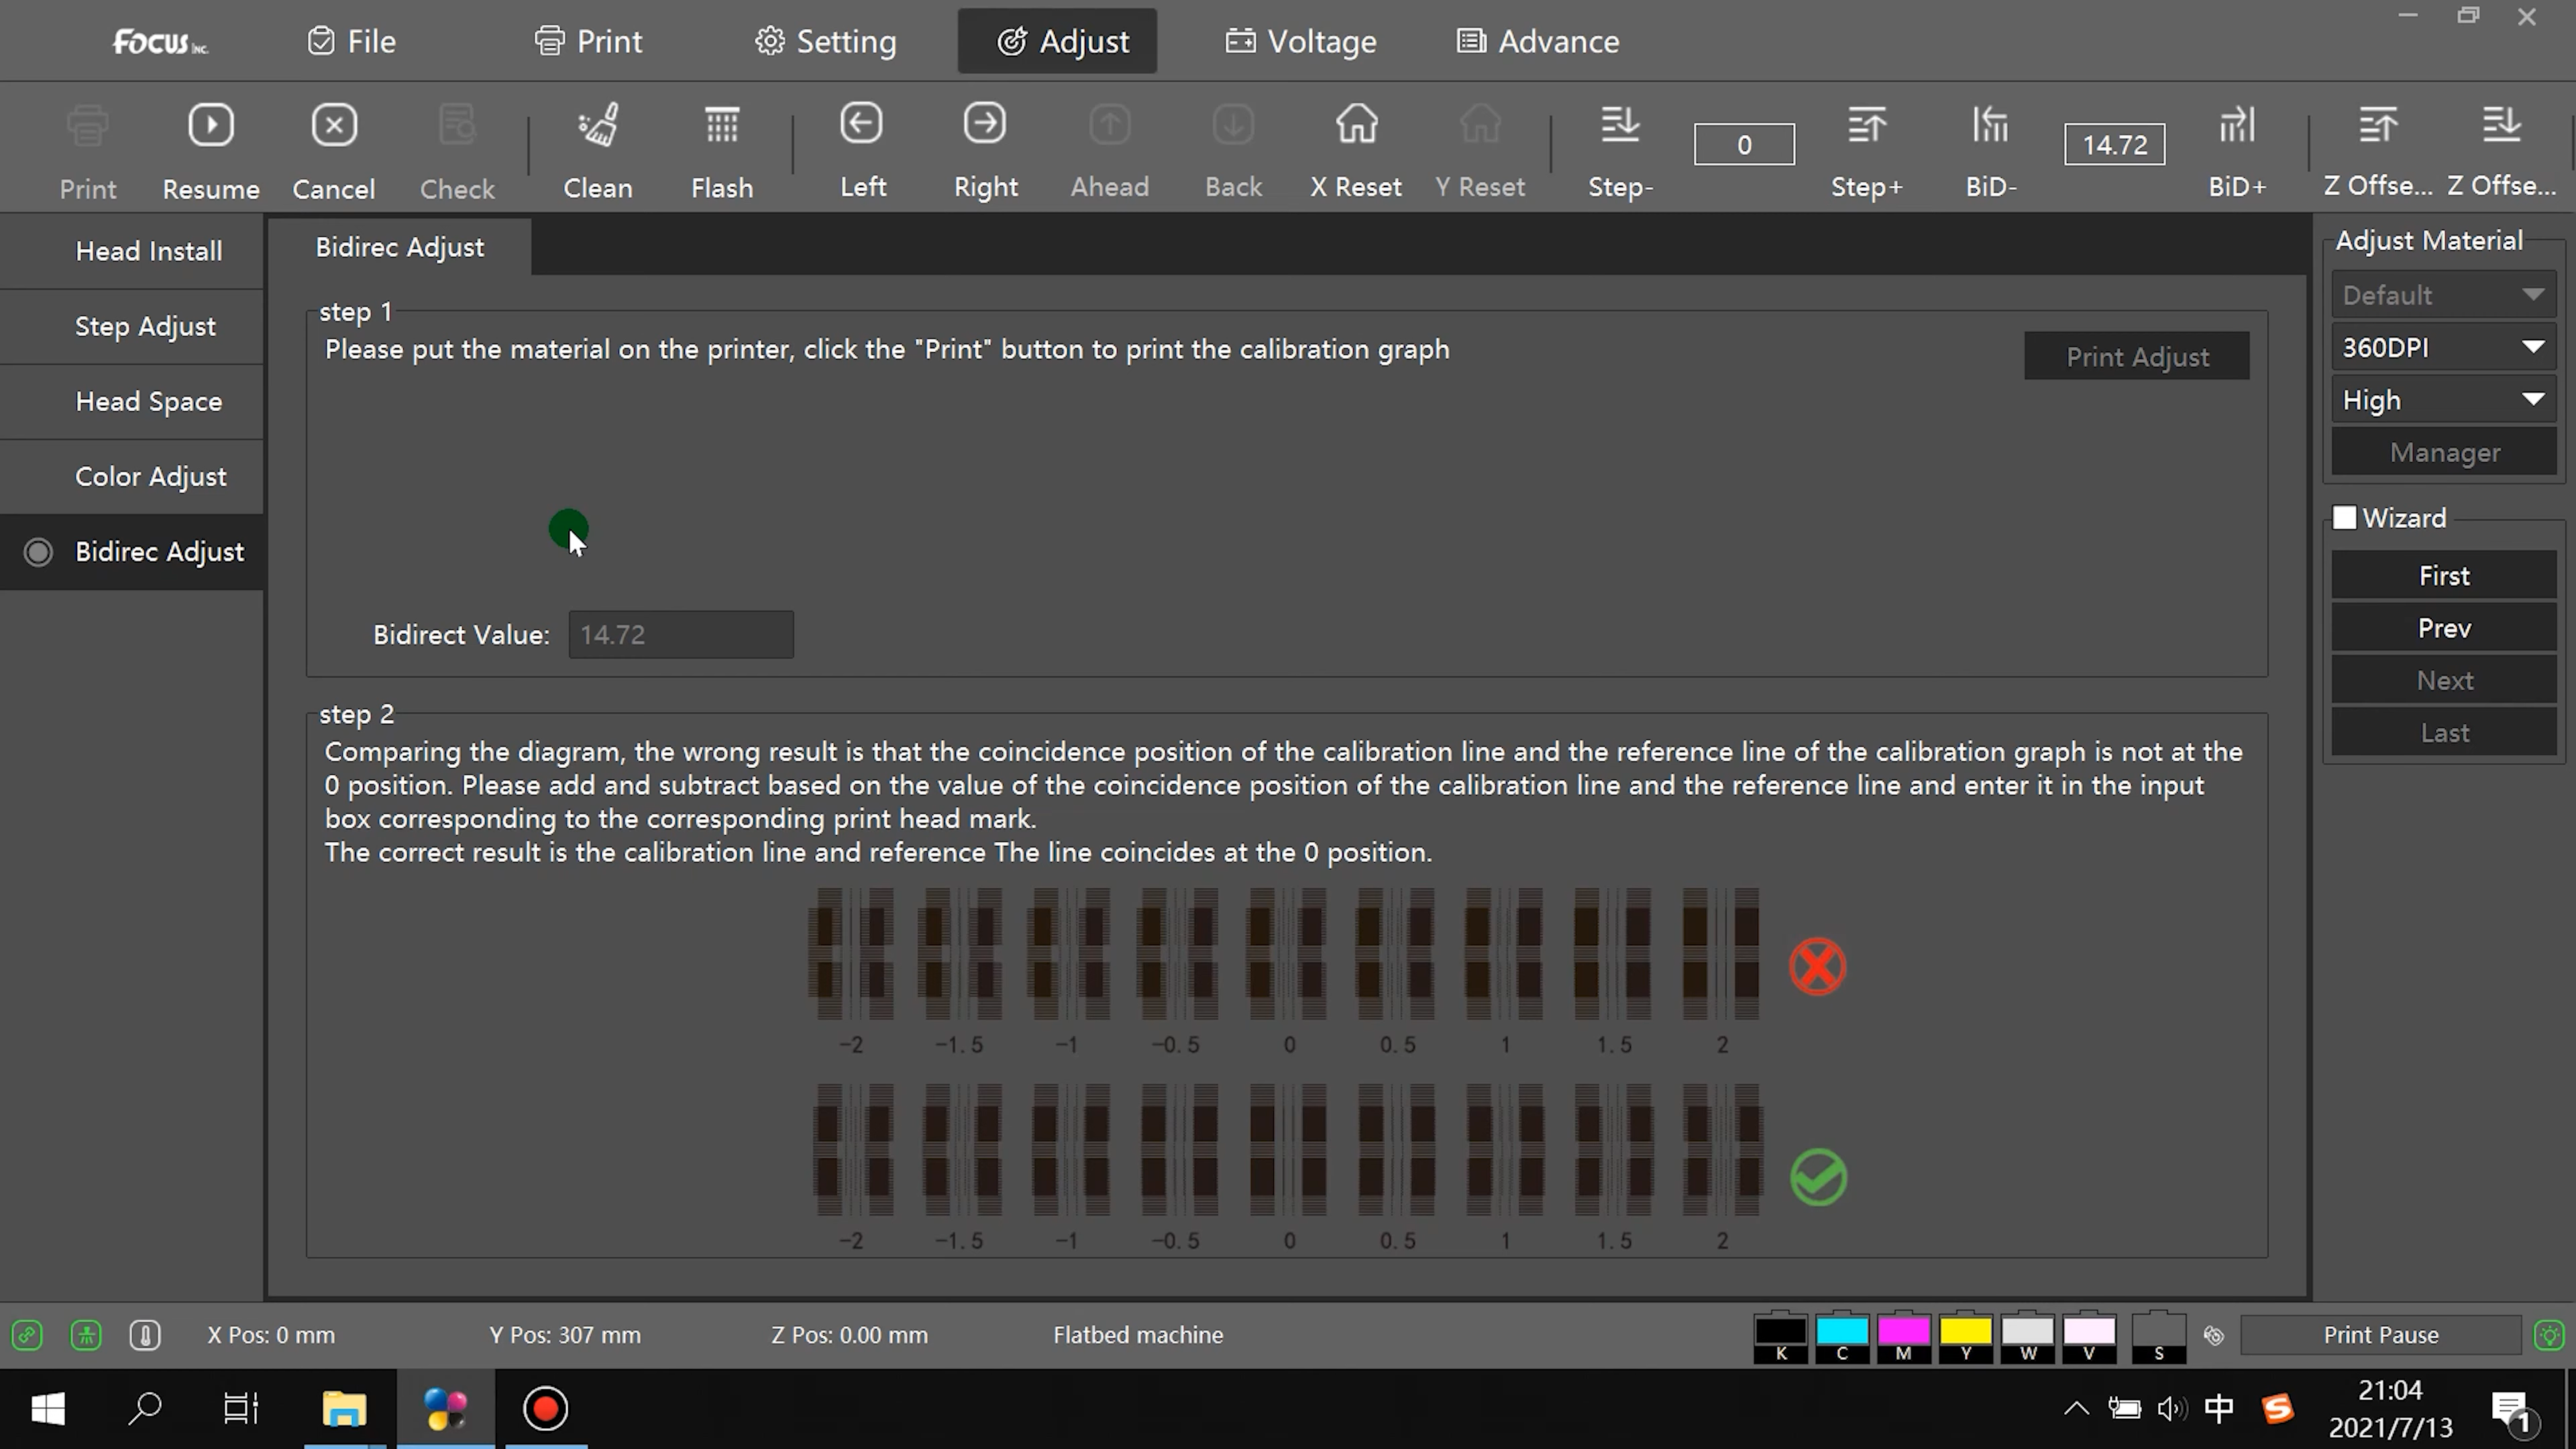 Focus INC.
File
Print
Setting
Adjust
Voltage
Advance
Print
Resume
Cancel
Check
Clean
Flash
Left
Right
Ahead
Back
X Reset
Y Reset
Step-
0
Step+
BiD-
14.72
BiD+
Z Offse...
Z Offse...
Head Install
Step Adjust
Head Space
Color Adjust
Bidirec Adjust
Bidirec Adjust
step 1
Please put the material on the printer, click the "Print" button to print the calibration graph
Print Adjust
Bidirect Value:
14.72
step 2
Comparing the diagram, the wrong result is that the coincidence position of the calibration line and the reference line of the calibration graph is not at the
0 position. Please add and subtract based on the value of the coincidence position of the calibration line and the reference line and enter it in the input
box corresponding to the corresponding print head mark.
The correct result is the calibration line and reference The line coincides at the 0 position.
-2 -1.5 -1 -0.5 0 0.5 1 1.5 2
-2 -1.5 -1 -0.5 0 0.5 1 1.5 2
Adjust Material
Default
360DPI
High
Manager
Wizard
First
Prev
Next
Last
X Pos: 0 mm
Y Pos: 307 mm
Z Pos: 0.00 mm
Flatbed machine
K
C
M
Y
W
V
S
Print Pause
中
S
21:04
2021/7/13
1